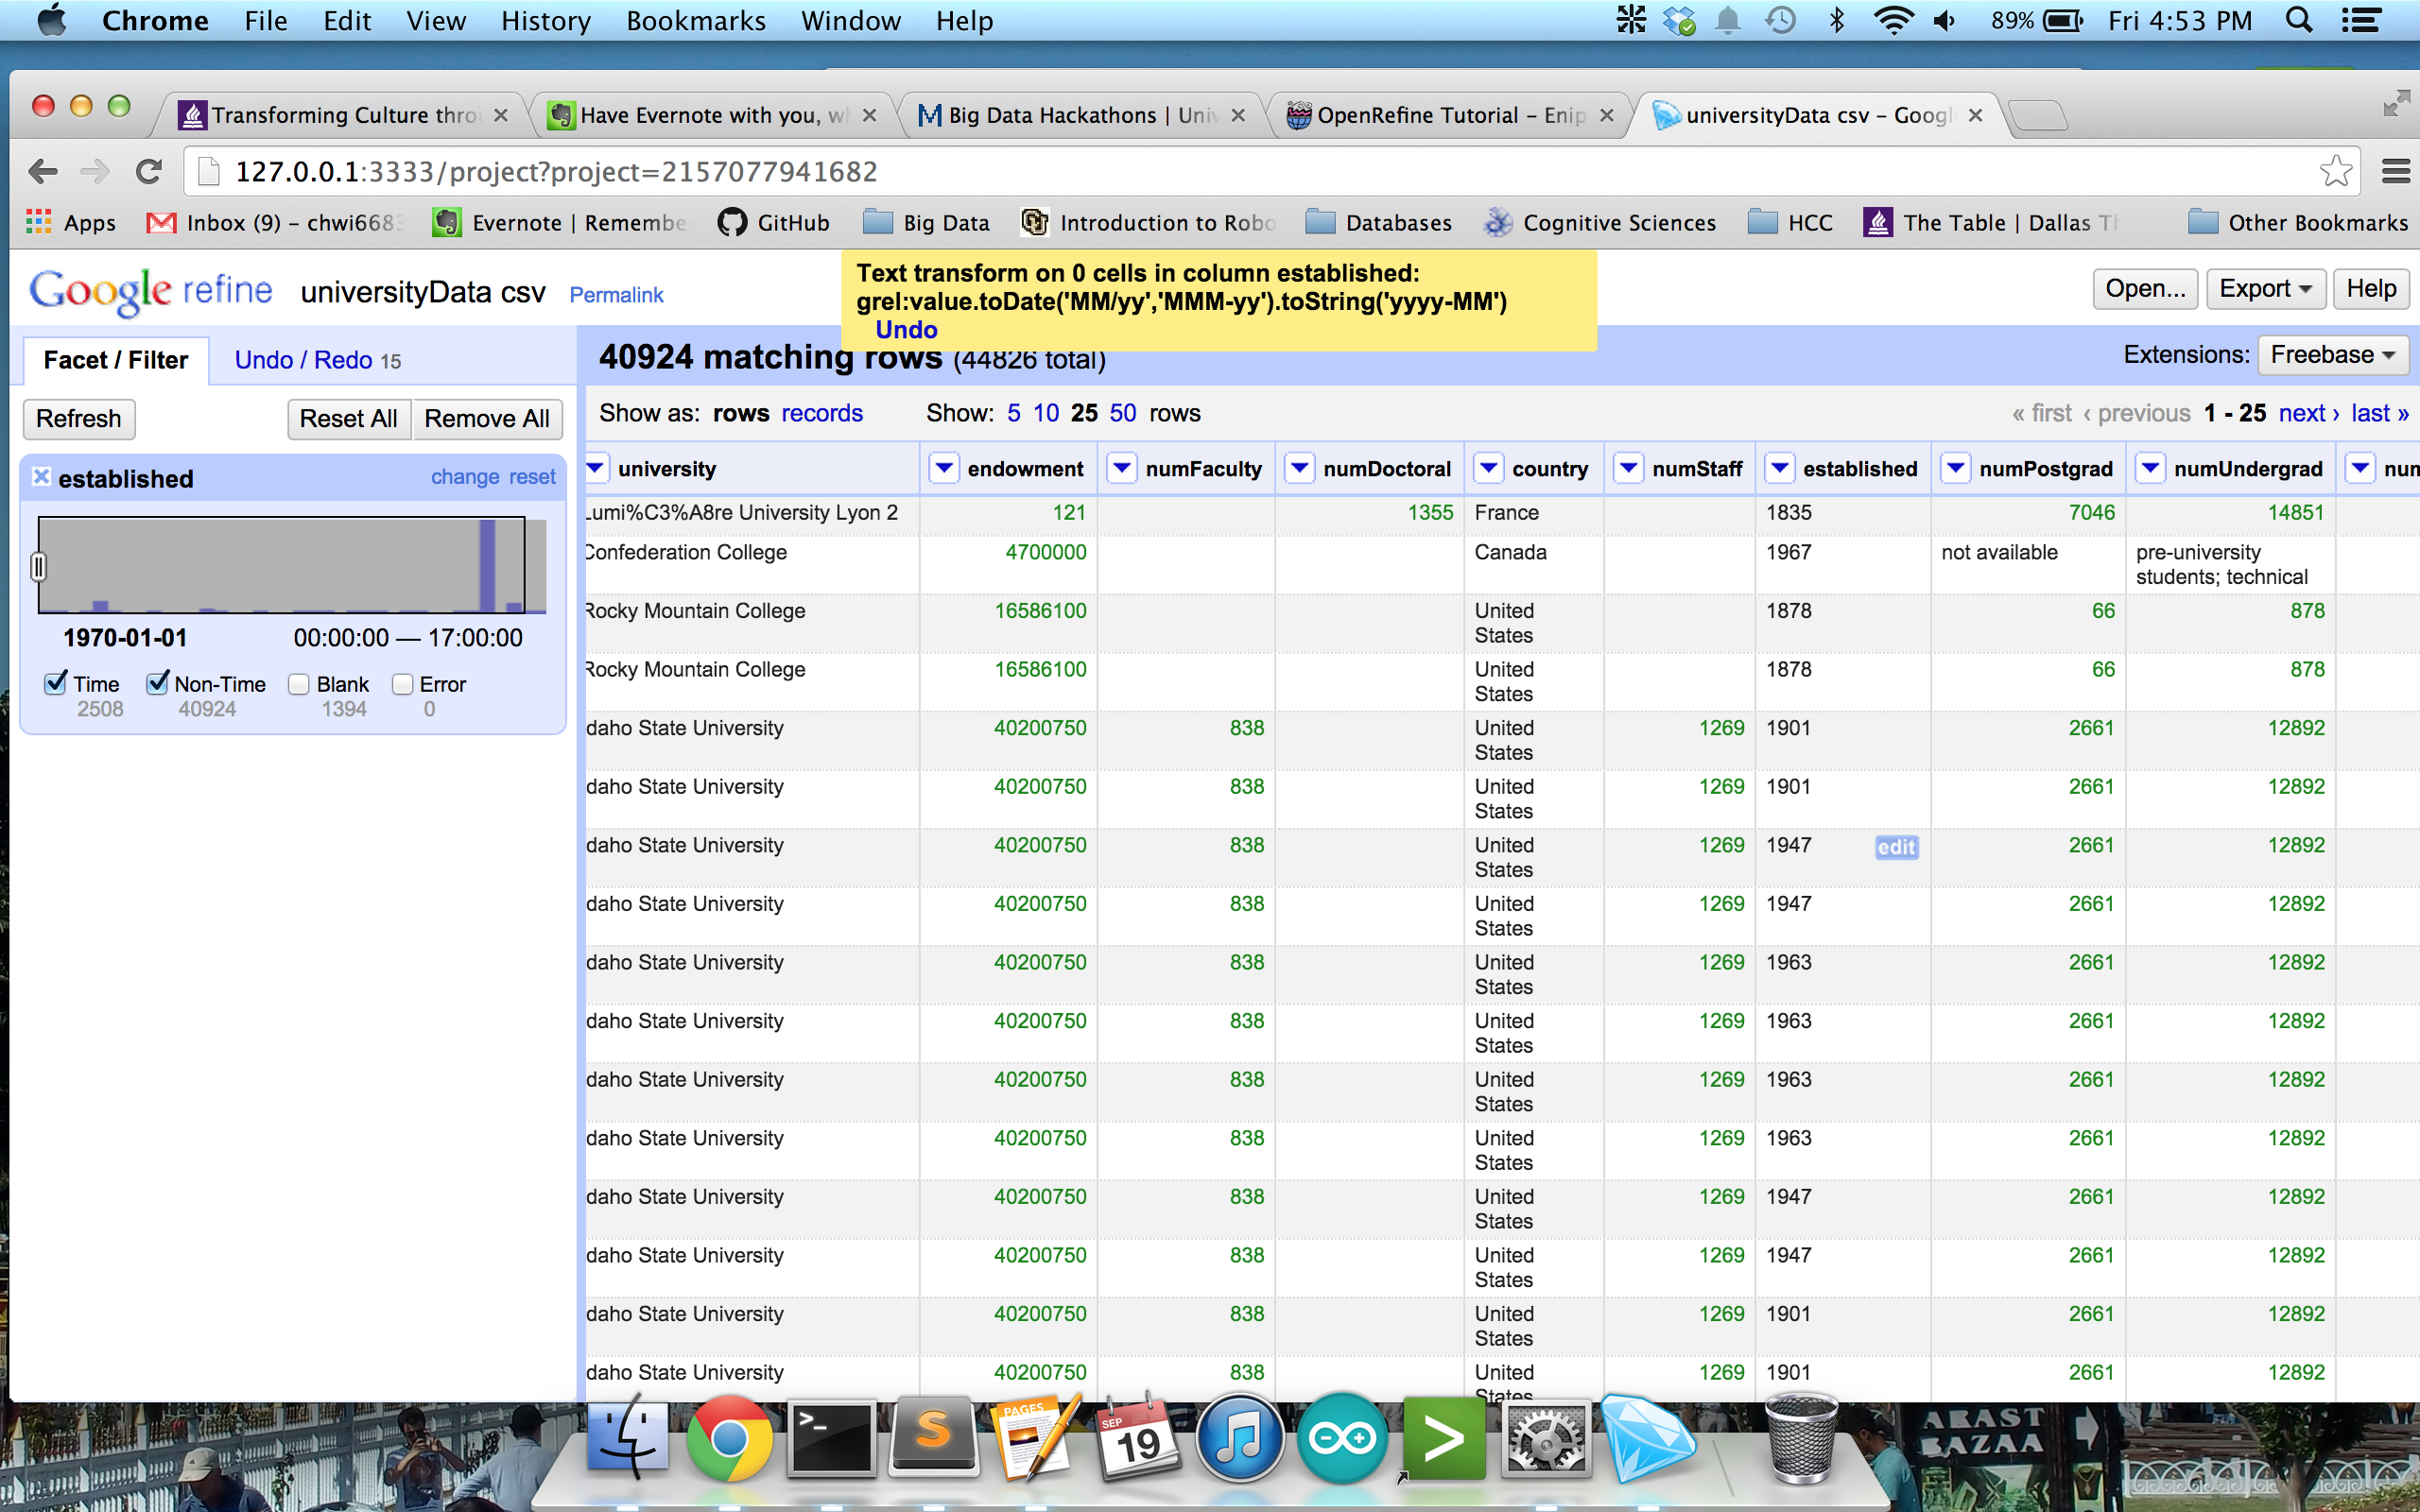 Chrome File Edit View History Bookmarks Window Help 89% Fri 4:53 PM
Transforming Culture thro Have Evernote with you, w Big Data Hackathons | Univ OpenRefine Tutorial – Enip universityData csv – Googl
127.0.0.1:3333/project?project=2157077941682
Apps Inbox (9) – chwi6683 Evernote | Remembe GitHub Big Data Introduction to Robo Databases Cognitive Sciences HCC The Table | Dallas Th Other Bookmarks
Google refine universityData csv Permalink Open... Export Help
Text transform on 0 cells in column established:
grel:value.toDate('MM/yy','MMM-yy').toString('yyyy-MM')
Undo
Facet / Filter Undo / Redo 15
40924 matching rows (44826 total) Extensions: Freebase
Refresh Reset All Remove All
Show as: rows records Show: 5 10 25 50 rows « first ‹ previous 1 - 25 next › last »
established change reset
1970-01-01 00:00:00 — 17:00:00
Time Non-Time Blank Error
2508 40924 1394 0
university endowment numFaculty numDoctoral country numStaff established numPostgrad numUndergrad num
Lumi%C3%A8re University Lyon 2 121 1355 France 1835 7046 14851
Confederation College 4700000 Canada 1967 not available pre-university
students; technical
Rocky Mountain College 16586100 United 1878 66 878
States
Rocky Mountain College 16586100 United 1878 66 878
States
daho State University 40200750 838 United 1269 1901 2661 12892
States
daho State University 40200750 838 United 1269 1901 2661 12892
States
daho State University 40200750 838 United 1269 1947 edit 2661 12892
States
daho State University 40200750 838 United 1269 1947 2661 12892
States
daho State University 40200750 838 United 1269 1963 2661 12892
States
daho State University 40200750 838 United 1269 1963 2661 12892
States
daho State University 40200750 838 United 1269 1963 2661 12892
States
daho State University 40200750 838 United 1269 1963 2661 12892
States
daho State University 40200750 838 United 1269 1947 2661 12892
States
daho State University 40200750 838 United 1269 1947 2661 12892
States
daho State University 40200750 838 United 1269 1901 2661 12892
States
daho State University 40200750 838 United 1269 1901 2661 12892
States
PAGES
SEP
19
S
ARAST
BAZAA